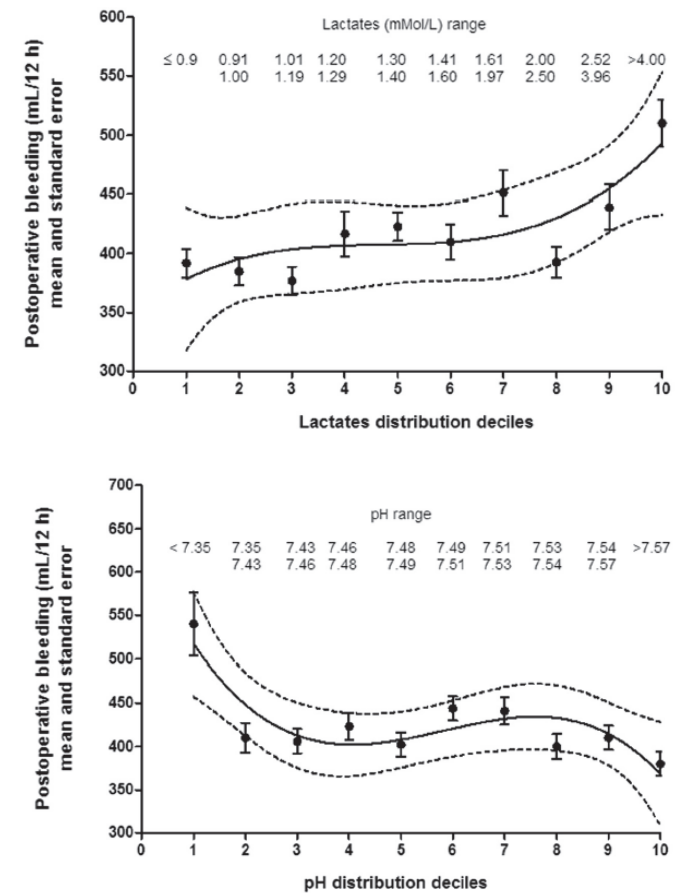 Lactates (mMol/L) range
≤ 0.9 0.91 1.01 1.20 1.30 1.41 1.61 2.00 2.52 >4.00
1.00 1.19 1.29 1.40 1.60 1.97 2.50 3.96
600
550
500
450
400
350
300
0 1 2 3 4 5 6 7 8 9 10
Postoperative bleeding (mL/12 h)
mean and standard error
Lactates distribution deciles
pH range
< 7.35 7.35 7.43 7.46 7.48 7.49 7.51 7.53 7.54 >7.57
7.43 7.46 7.48 7.49 7.51 7.53 7.54 7.57
700
650
600
550
500
450
400
350
300
0 1 2 3 4 5 6 7 8 9 10
Postoperative bleeding (mL/12 h)
mean and standard error
pH distribution deciles